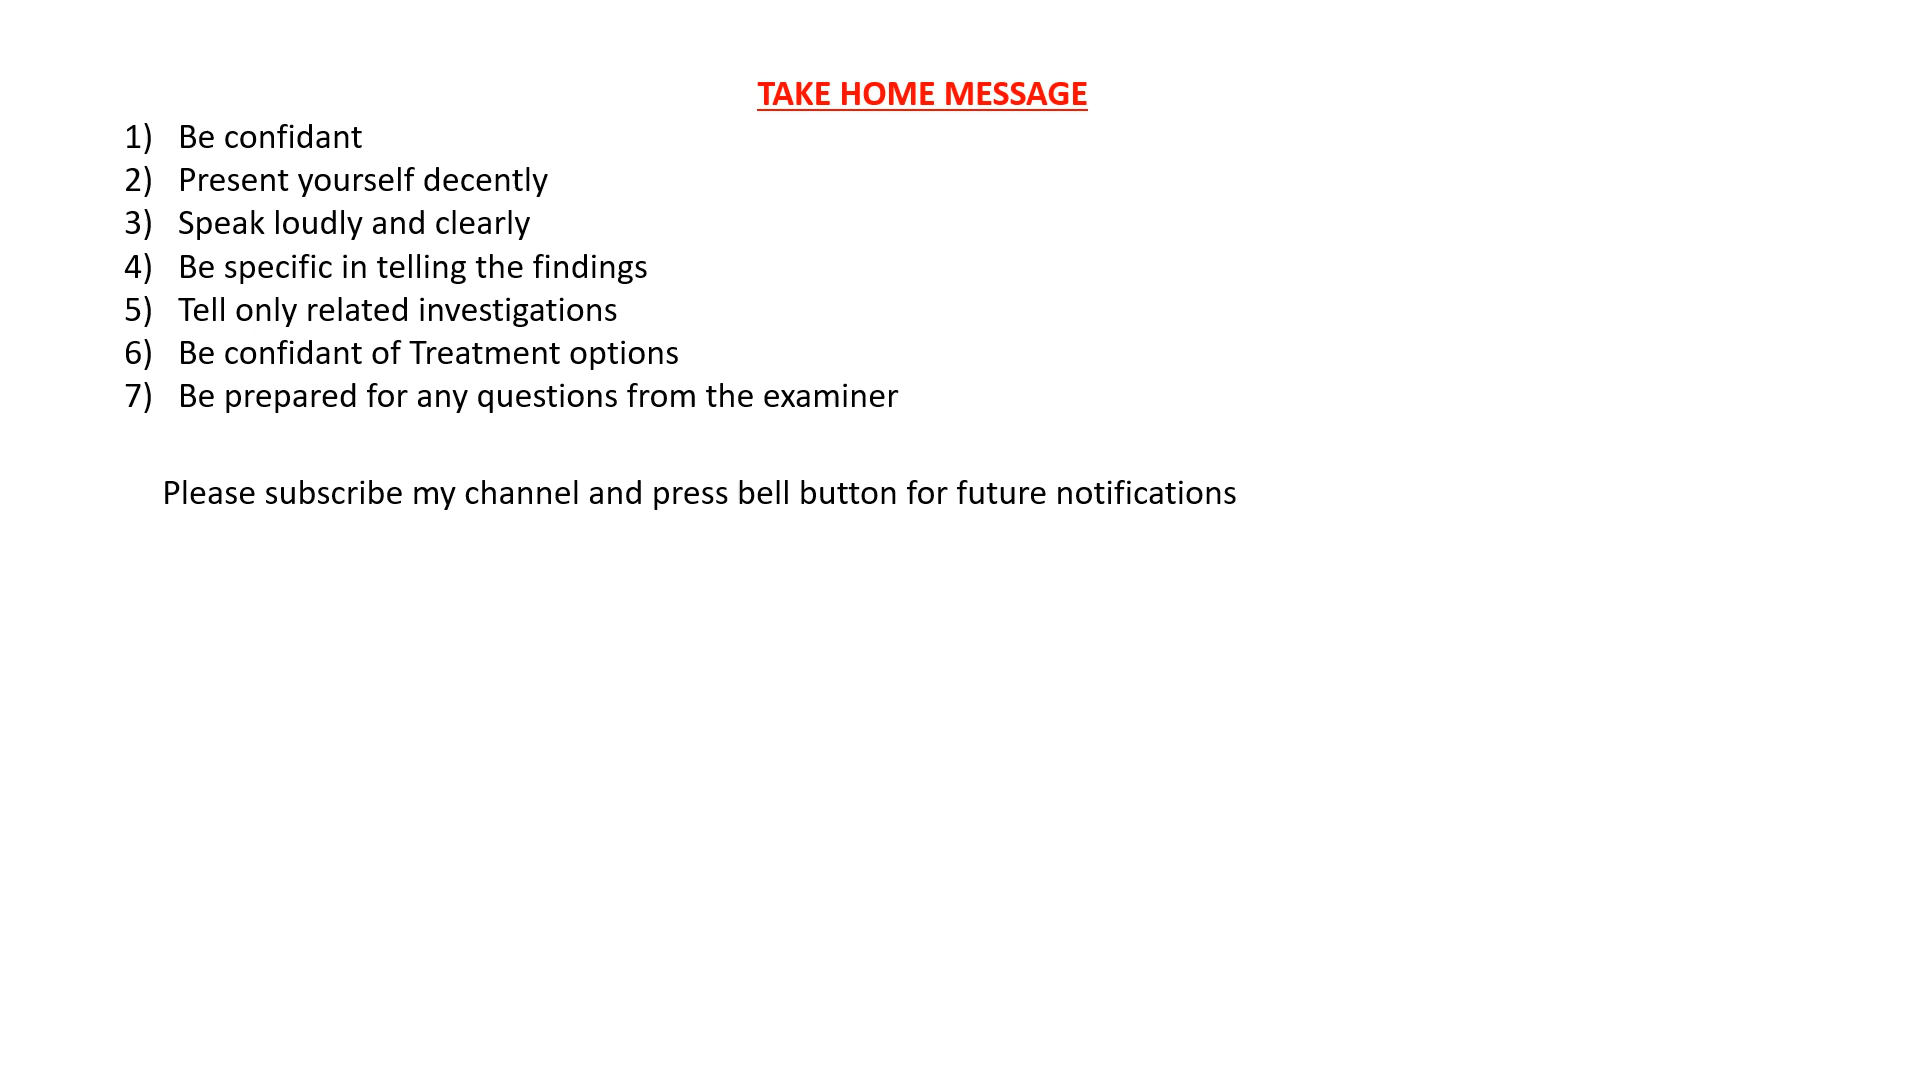 TAKE HOME MESSAGE
1) Be confidant
2) Present yourself decently
3) Speak loudly and clearly
4) Be specific in telling the findings
5) Tell only related investigations
6) Be confidant of Treatment options
7) Be prepared for any questions from the examiner
Please subscribe my channel and press bell button for future notifications